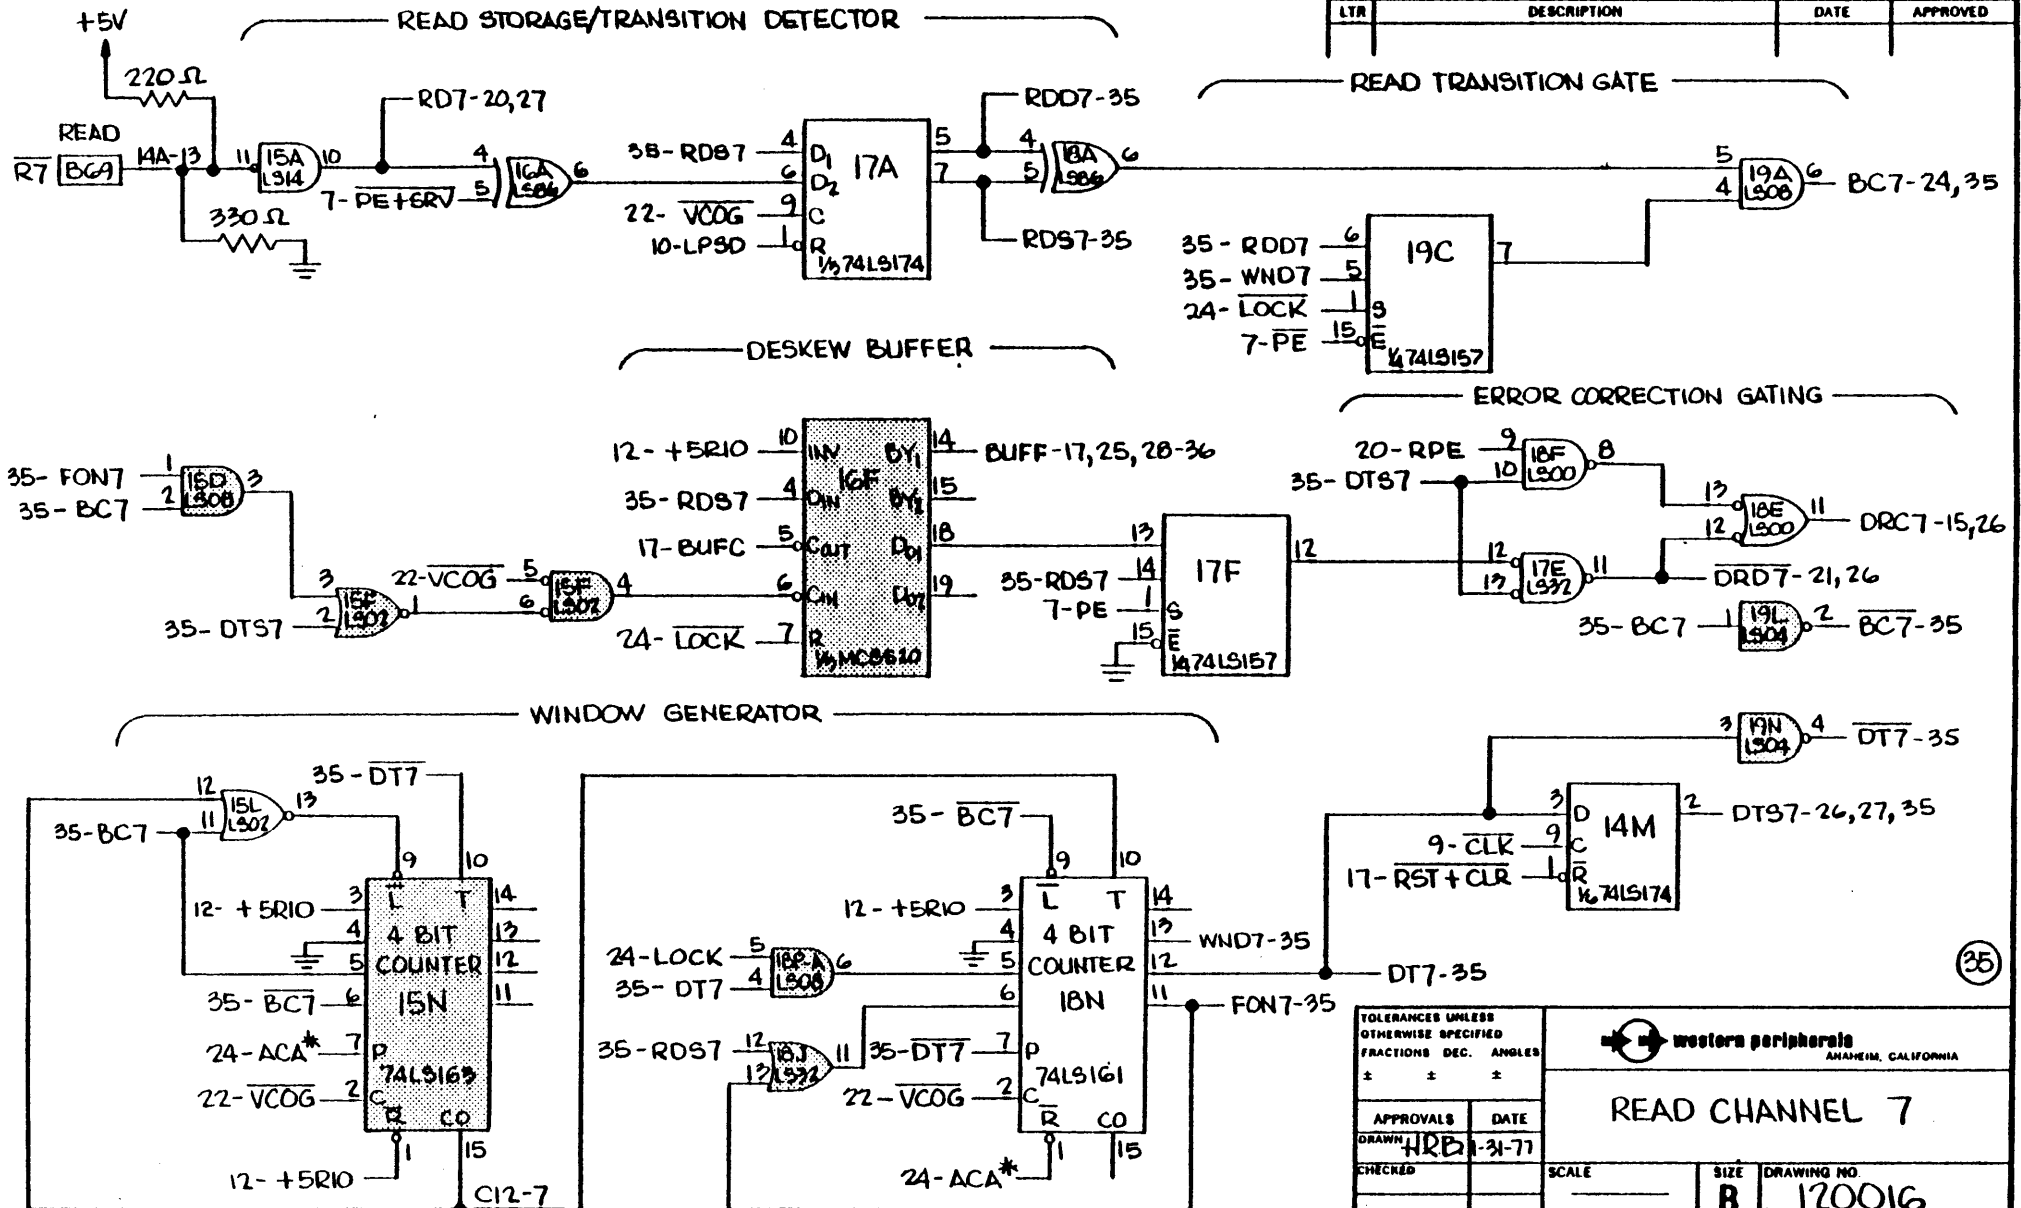 READ STORAGE/TRANSITION DETECTOR
LTR DESCRIPTION DATE APPROVED
+5V
220Ω
READ TRANSITION GATE
RD7-20,27
RDD7-35
READ
R7 B69 14A-13
11 15A LS14 10
4 16A LS86 6
7-PE+GRV 5
330Ω
38-RDS7 4 D1
6 D2
17A
22-VCOG 9 C
10-LPSD 1 R
1/3 74LS174
5
7
4
5
18A
LS86
6
RDS7-35
5
4
19A
LS08
6
BC7-24,35
35-RDD7 6
35-WND7 5
24-LOCK 1 S
7-PE 15 E
19C
7
1/4 74LS157
DESKEW BUFFER
ERROR CORRECTION GATING
35-FON7 1
35-BC7 2
15D
LS08
3
12-+5R10 10 INV
35-RDS7 4 DIN
17-BUFC 5 COUT
6 CIN
24-LOCK 7 R
16F
1/3 MC8520
BY1 14 BUFF-17,25,28-36
BY2 15
DO1 18
DO2 19
3
35-DTS7 2
15F
LS02
1
22-VCOG 5
6
15F
LS02
4
13
35-RDS7 14
7-PE 1 S
15 E
17F
12
1/4 74LS157
20-RPE 9
35-DTS7 10
18F
LS00
8
13
12
18E
LS00
11
DRC7-15,26
12
13
17E
LS32
11
DRD7-21,26
35-BC7 1
19L
LS04
2
BC7-35
WINDOW GENERATOR
3
19N
LS04
4
DT7-35
12
35-BC7 11
15L
LS02
13
35-DT7
9 10
L T
12-+5R10 3
4
5
35-BC7 6
24-ACA* 7 P
22-VCOG 2 C
4 BIT
COUNTER
15N
74LS163
14
13
12
11
R CO
1 15
12-+5R10
C12-7
35-BC7
9 10
L T
12-+5R10 3
4
24-LOCK 5
35-DT7 4
18P-A
LS08
6
5
6
35-RDS7 12
13
18J
LS32
11
35-DT7 7 P
22-VCOG 2 C
4 BIT
COUNTER
18N
74LS161
14
13 WND7-35
12 DT7-35
11 FON7-35
R CO
1 15
24-ACA*
3 D
9-CLK 9 C
17-RST+CLR 1 R
14M
1/6 74LS174
2 DTS7-26,27,35
35
TOLERANCES UNLESS
OTHERWISE SPECIFIED
FRACTIONS DEC. ANGLES
± ± ±
western peripherals
ANAHEIM, CALIFORNIA
APPROVALS DATE
DRAWN HRB 1-31-77
CHECKED
READ CHANNEL 7
SCALE
SIZE
B
DRAWING NO.
120016